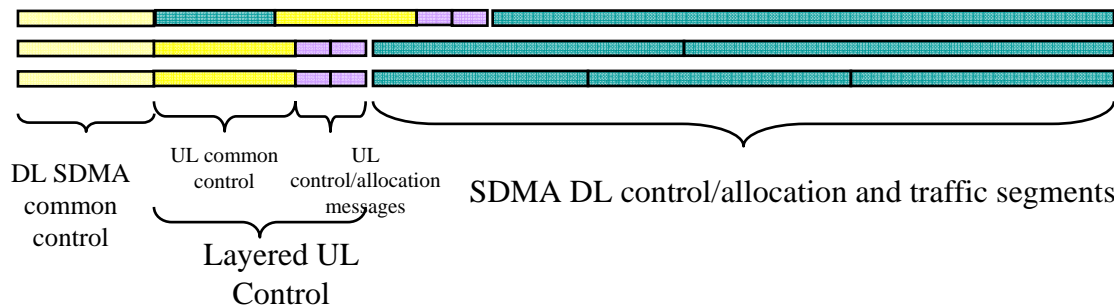 DL SDMA
common
control
UL common
control
UL
control/allocation
messages
SDMA DL control/allocation and traffic segments
Layered UL
Control